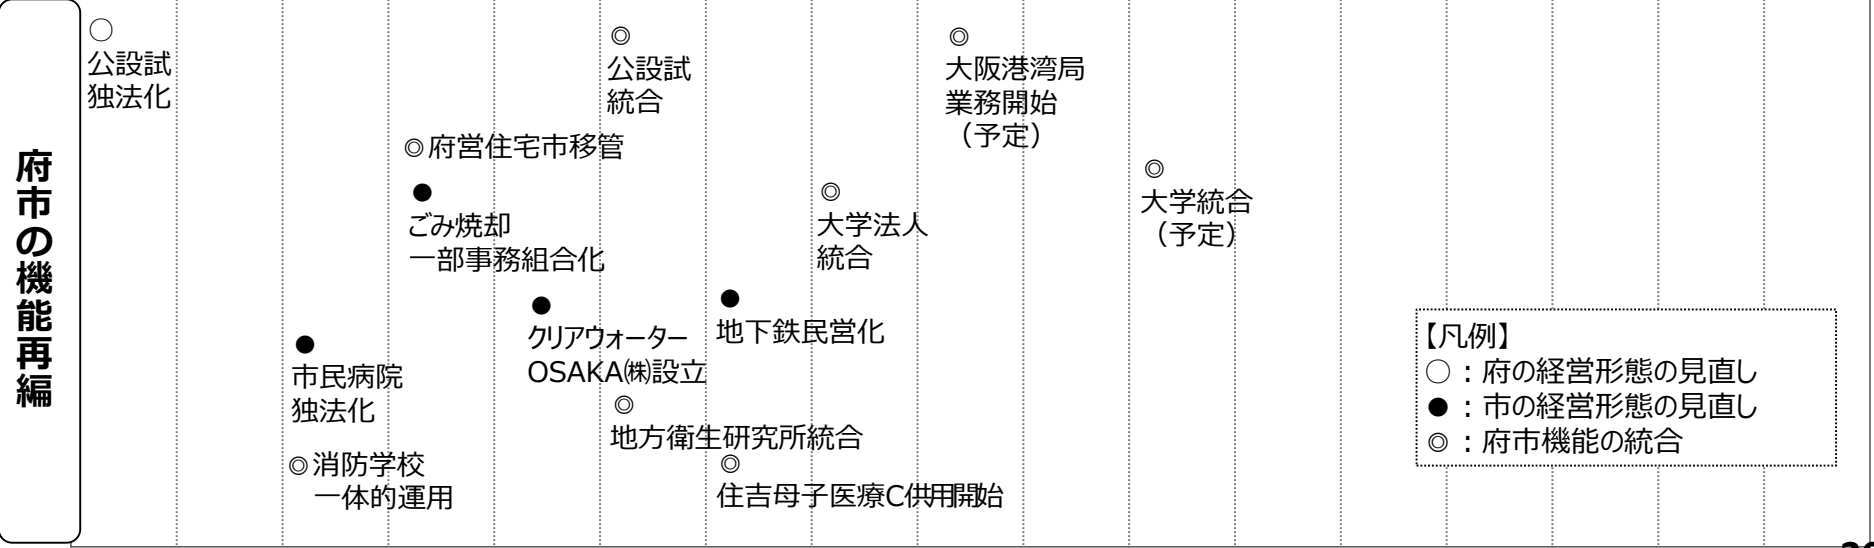 府市の機能再編
○
公設試
独法化
◎
公設試
統合
◎
大阪港湾局
業務開始
（予定）
◎府営住宅市移管
◎
大学統合
（予定）
●
ごみ焼却
一部事務組合化
◎
大学法人
統合
●
クリアウォーター
OSAKA㈱設立
●
地下鉄民営化
●
市民病院
独法化
◎
地方衛生研究所統合
◎消防学校
一体的運用
◎
住吉母子医療C供用開始
【凡例】
○：府の経営形態の見直し
●：市の経営形態の見直し
◎：府市機能の統合